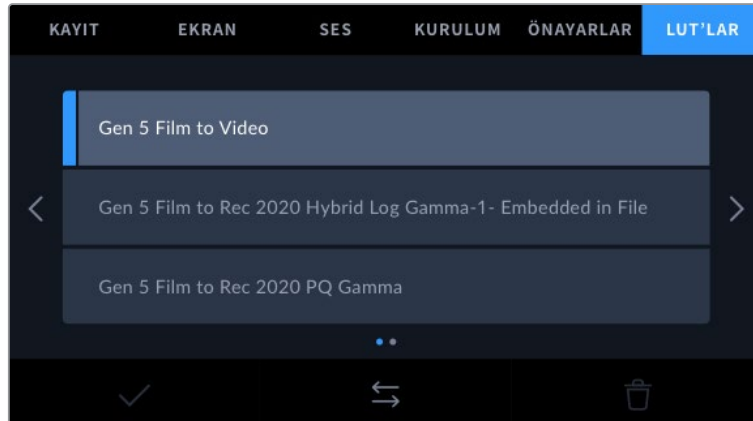 KAYIT EKRAN SES KURULUM ÖNAYARLAR LUT’LAR
Gen 5 Film to Video
Gen 5 Film to Rec 2020 Hybrid Log Gamma-1- Embedded in File
Gen 5 Film to Rec 2020 PQ Gamma